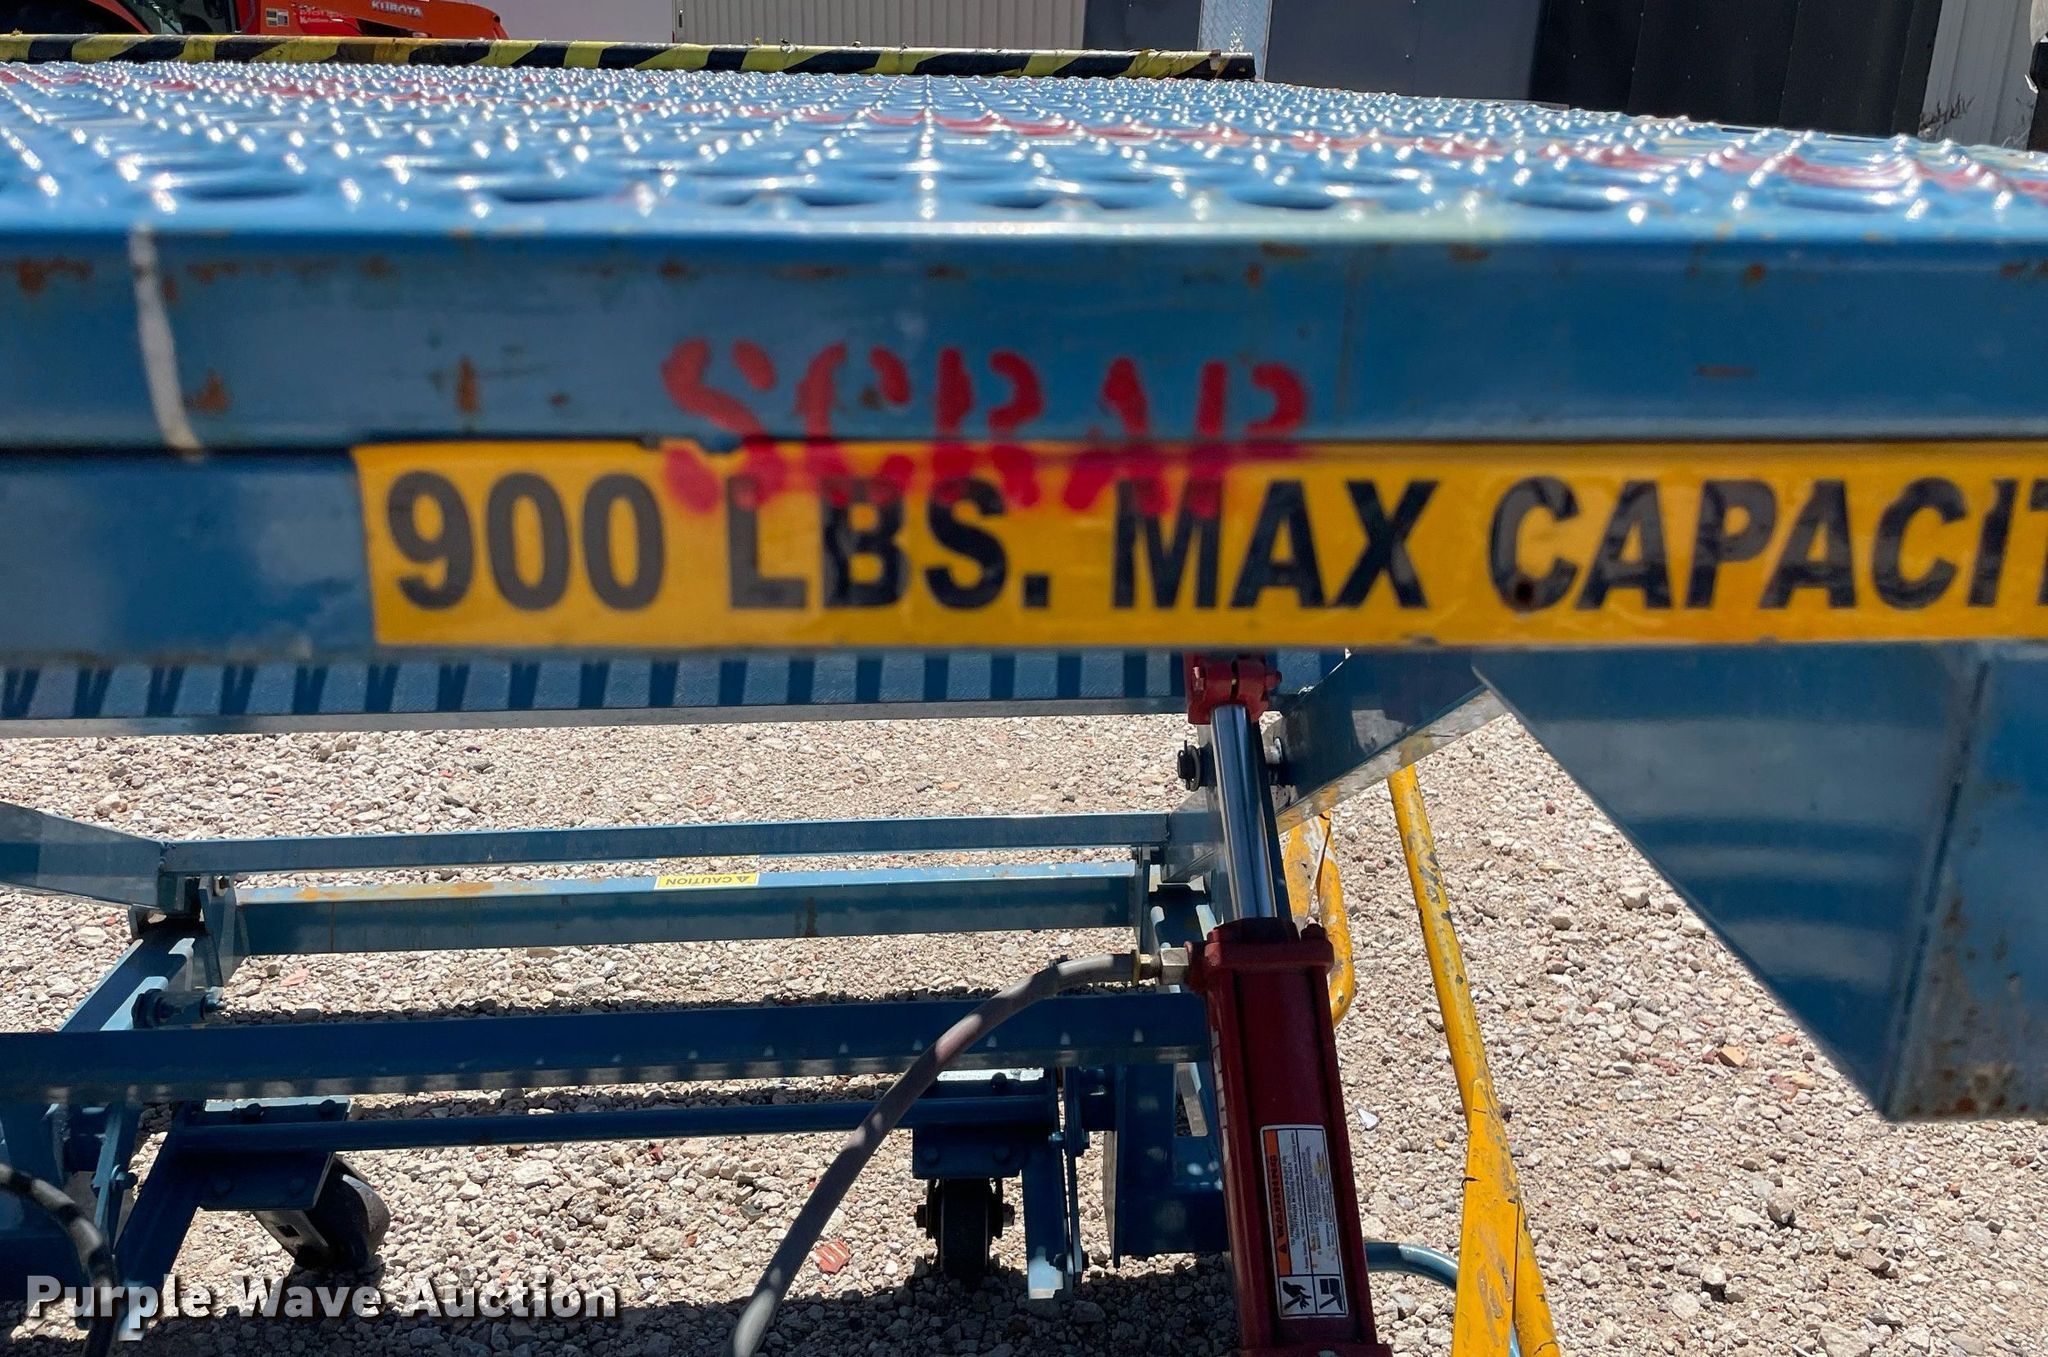 KUBOTA
SCRAP
900 LBS. MAX CAPACIT
CAUTION
WARNING
Purple Wave Auction